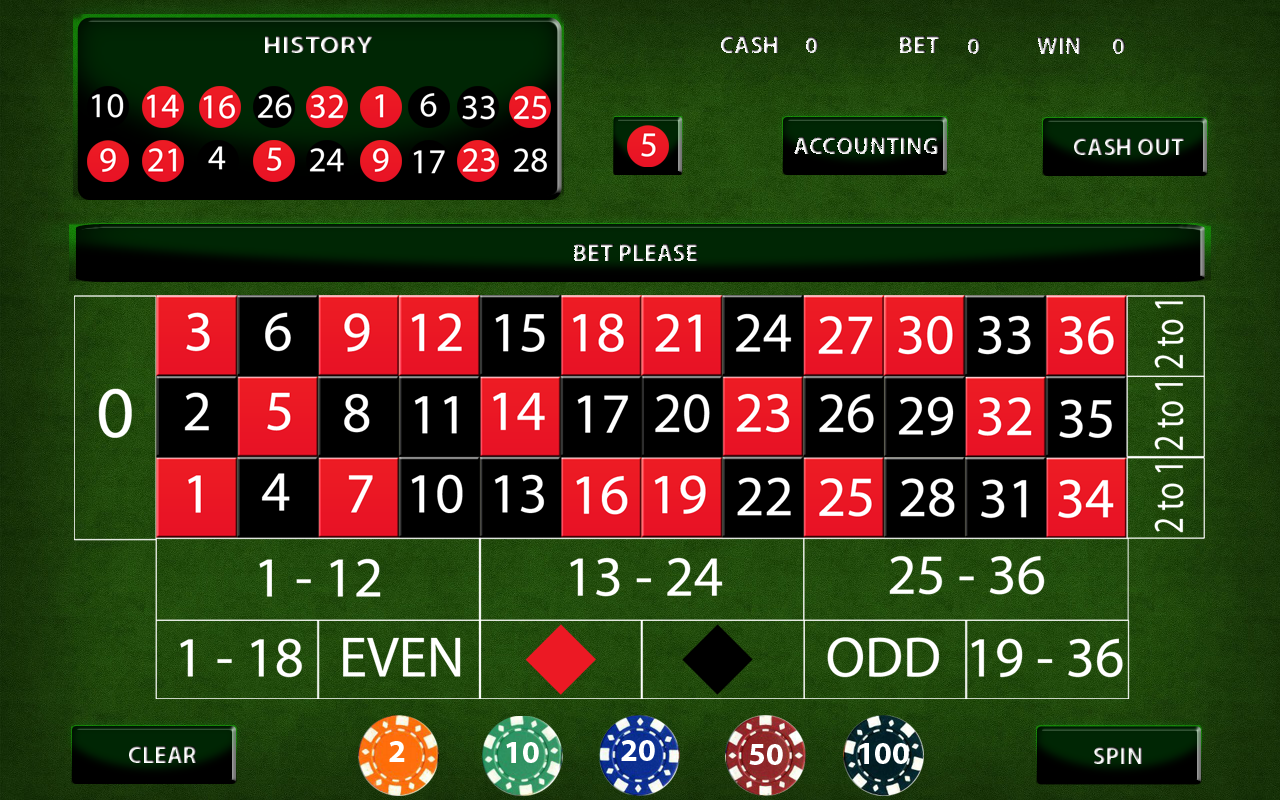 HISTORY
CASH 0 BET 0 WIN 0
10 14 16 26 32 1 6 33 25
9 21 4 5 24 9 17 23 28
5
ACCOUNTING
CASH OUT
BET PLEASE
3 6 9 12 15 18 21 24 27 30 33 36 2 to 1
0
2 5 8 11 14 17 20 23 26 29 32 35 2 to 1
1 4 7 10 13 16 19 22 25 28 31 34 2 to 1
1 - 12 13 - 24 25 - 36
1 - 18 EVEN ODD 19 - 36
CLEAR
2 10 20 50 100
SPIN